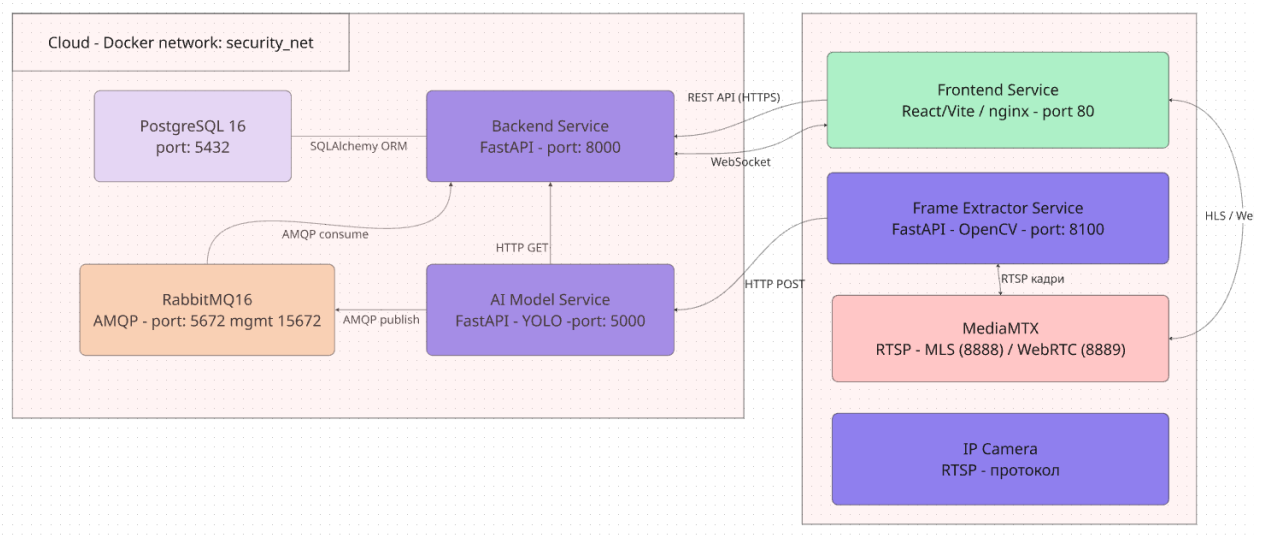 Cloud - Docker network: security_net
PostgreSQL 16
port: 5432
SQLAlchemy ORM
Backend Service
FastAPI - port: 8000
REST API (HTTPS)
WebSocket
AMQP consume
HTTP GET
RabbitMQ16
AMQP - port: 5672 mgmt 15672
AMQP publish
AI Model Service
FastAPI - YOLO -port: 5000
HTTP POST
Frontend Service
React/Vite / nginx - port 80
Frame Extractor Service
FastAPI - OpenCV - port: 8100
HLS / We
RTSP кадри
MediaMTX
RTSP - MLS (8888) / WebRTC (8889)
IP Camera
RTSP - протокол